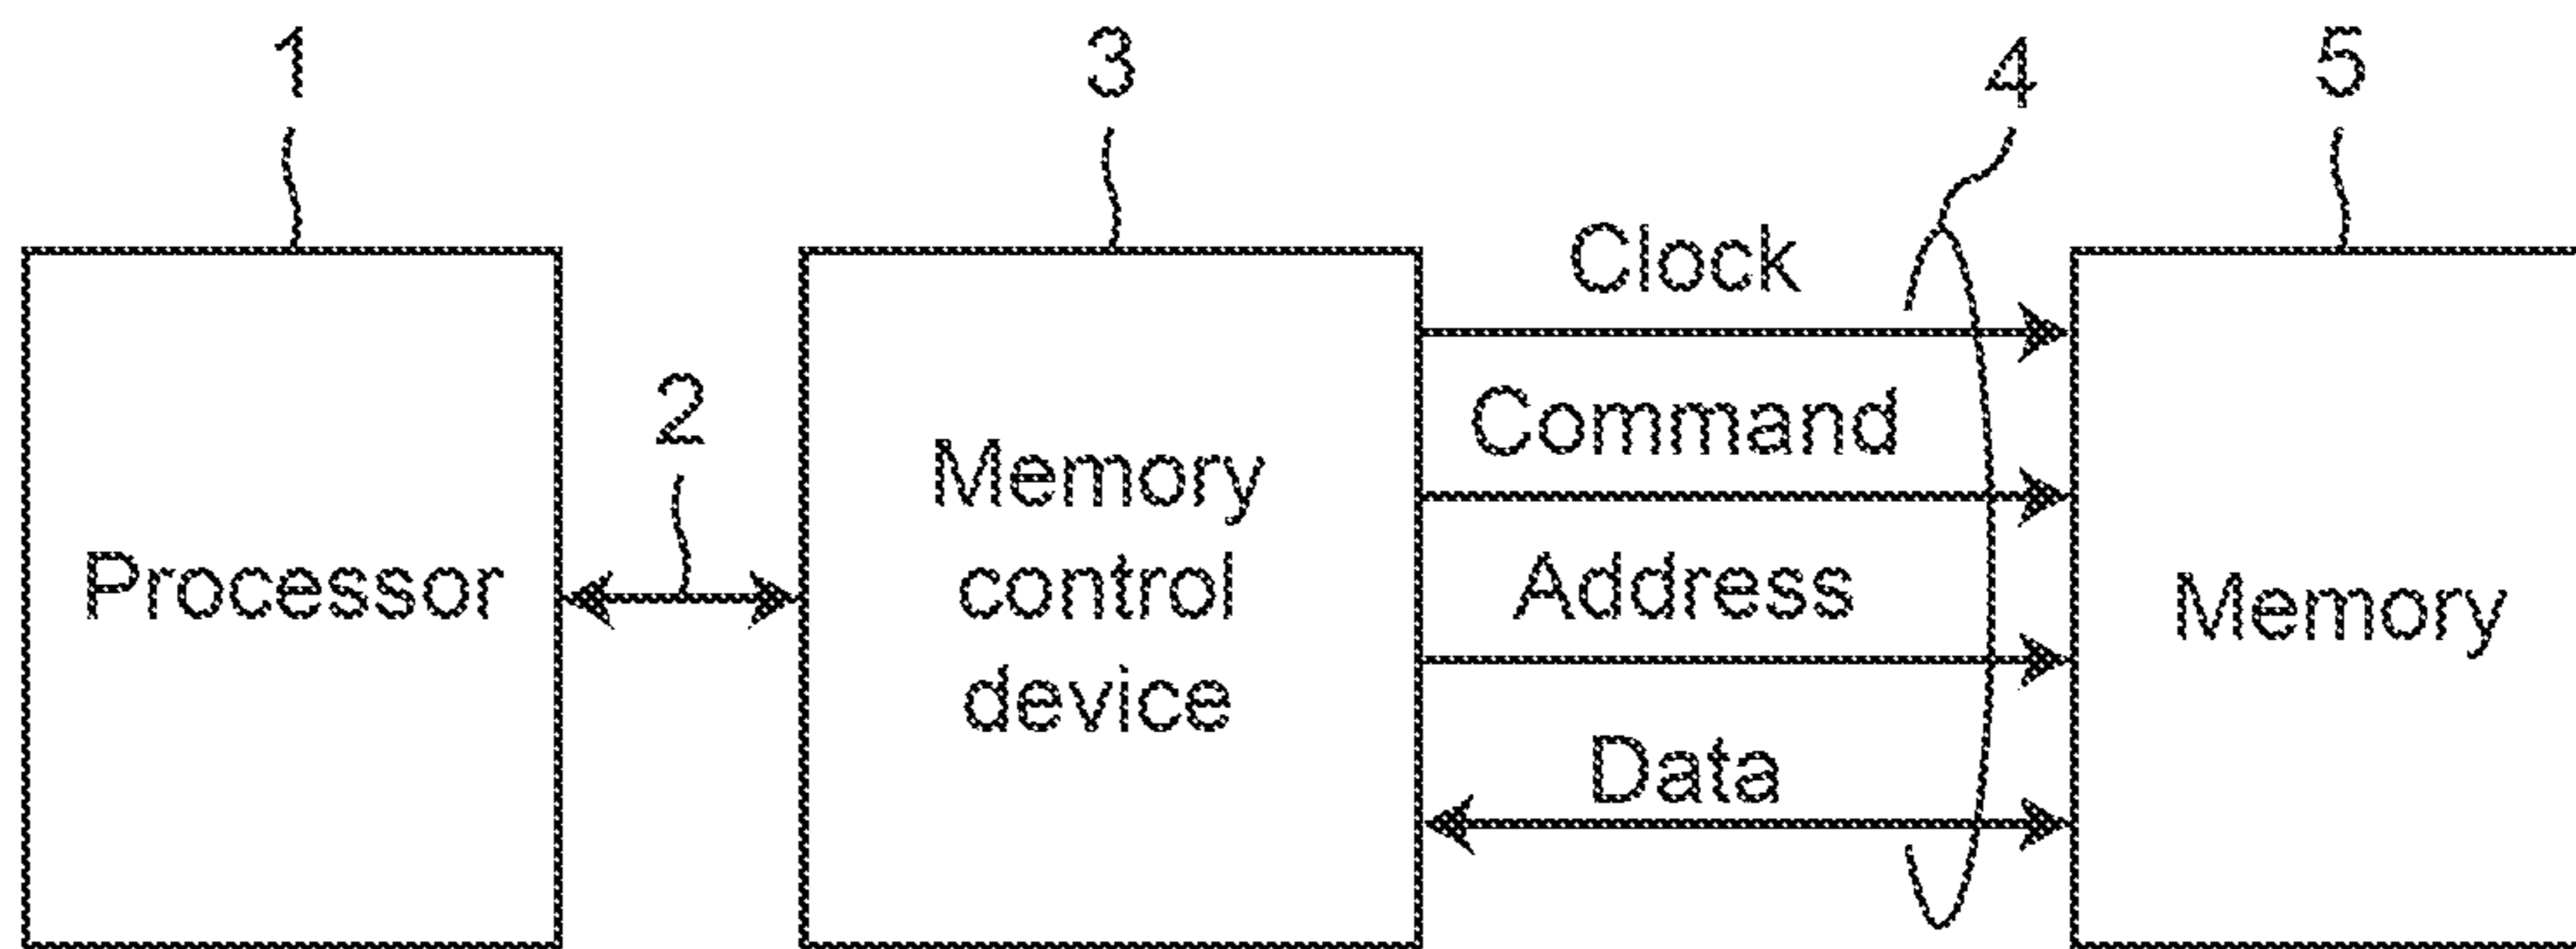 1
3
4
5
Clock
2
Command
Memory
control
device
Processor
Address
Memory
Data